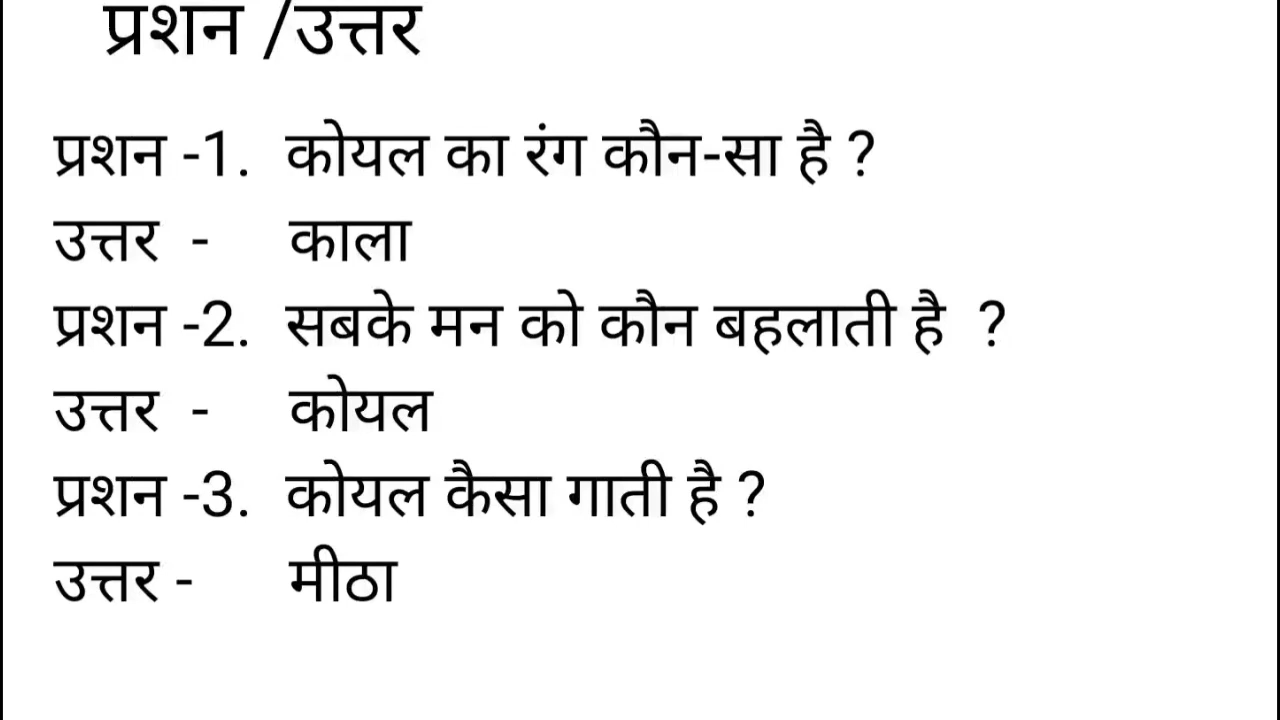 प्रशन /उत्तर
प्रशन -1. कोयल का रंग कौन-सा है ?
उत्तर - काला
प्रशन -2. सबके मन को कौन बहलाती है ?
उत्तर - कोयल
प्रशन -3. कोयल कैसा गाती है ?
उत्तर - मीठा